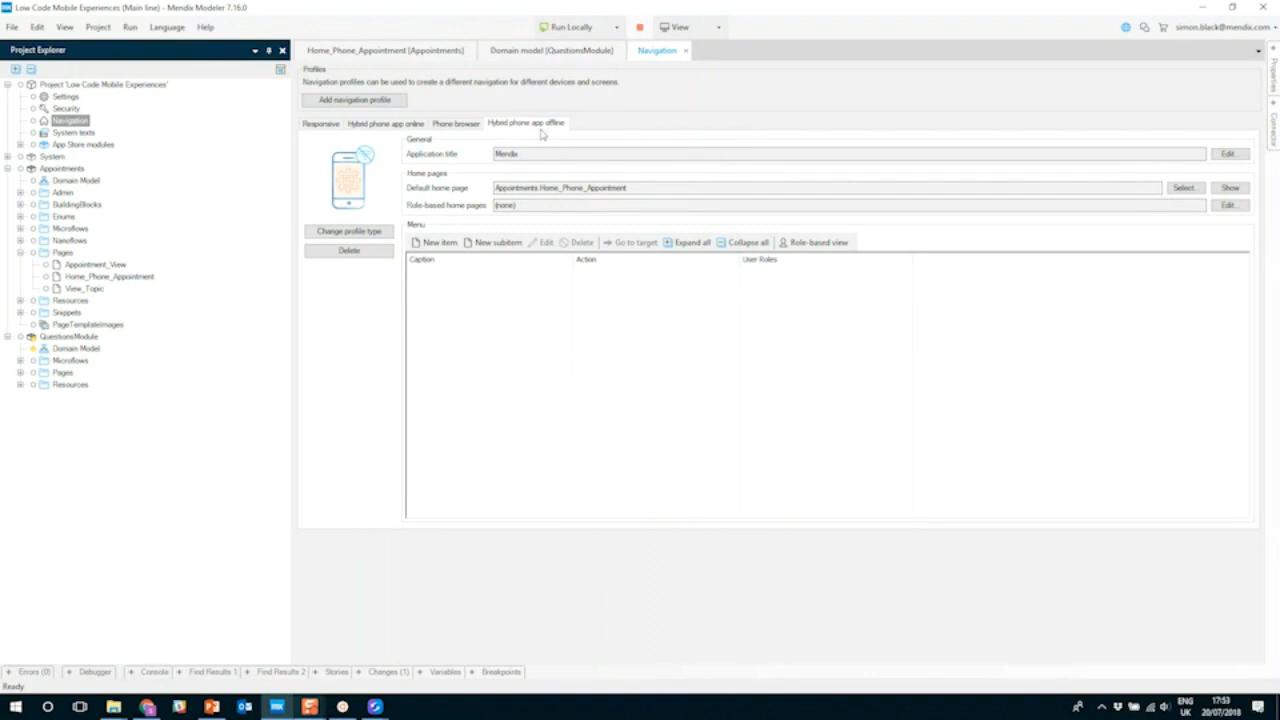 Low Code Mobile Experiences (Main line) - Mendix Modeler 7.16.0
File Edit View Project Run Language Help
Run Locally View
simon.black@mendix.com
Project Explorer
Home_Phone_Appointment [Appointments] Domain model [QuestionsModule] Navigation
Profiles
Navigation profiles can be used to create a different navigation for different devices and screens.
Add navigation profile
Responsive Hybrid phone app online Phone browser Hybrid phone app offline
Project 'Low Code Mobile Experiences'
Settings
Security
Navigation
System texts
App Store modules
System
Appointments
Domain Model
Admin
BuildingBlocks
Enums
Microflows
Nanoflows
Pages
Appointment_View
Home_Phone_Appointment
View_Topic
Resources
Snippets
PageTemplateImages
QuestionsModule
Domain Model
Microflows
Pages
Resources
Change profile type
Delete
General
Application title Mendix Edit...
Home pages
Default home page Appointments.Home_Phone_Appointment Select... Show
Role-based home pages (none) Edit...
Menu
New item New subitem Edit Delete Go to target Expand all Collapse all Role-based view
Caption Action User Roles
Properties
Connector
Errors (0) Debugger Console Find Results 1 Find Results 2 Stories Changes (1) Variables Breakpoints
Ready
ENG
UK
17:53
20/07/2018